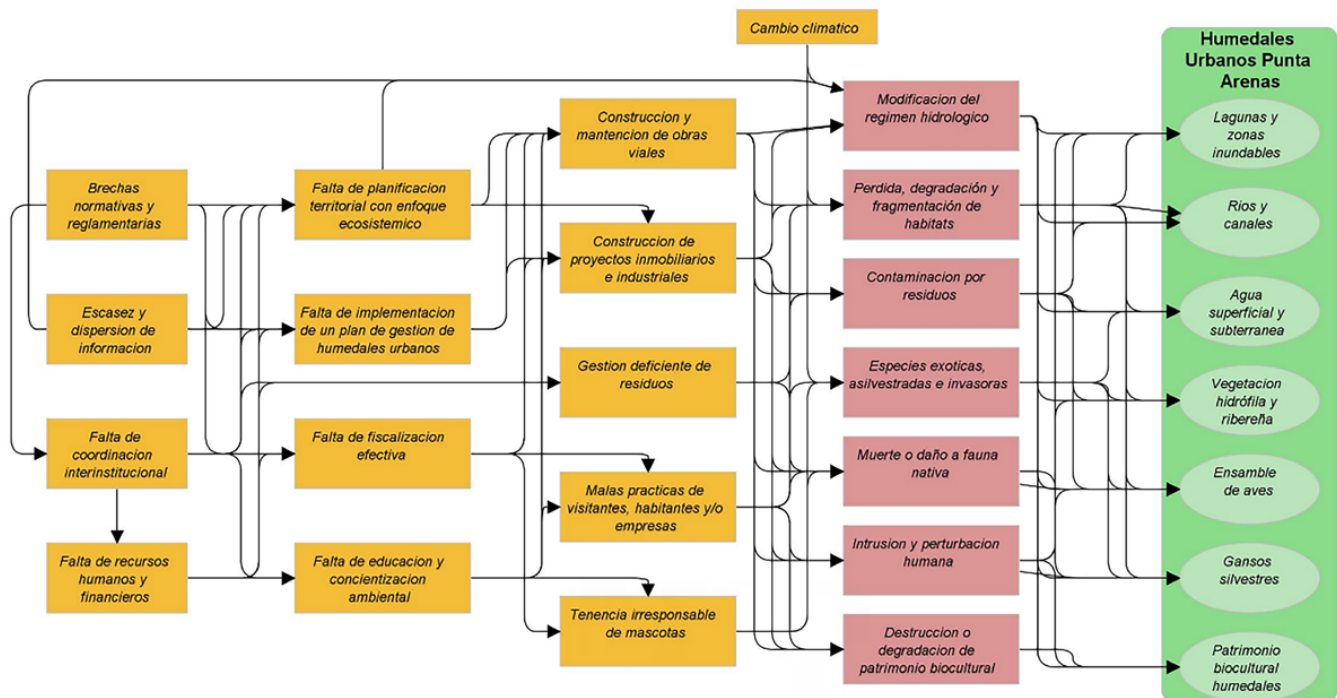 Cambio climatico
Brechas
normativas y
reglamentarias
Escasez y
dispersion de
informacion
Falta de
coordinacion
interinstitucional
Falta de recursos
humanos y
financieros
Falta de planificacion
territorial con enfoque
ecosistemico
Falta de implementacion
de un plan de gestion de
humedales urbanos
Falta de fiscalizacion
efectiva
Falta de educacion y
concientizacion
ambiental
Construccion y
mantencion de obras
viales
Construccion de
proyectos inmobiliarios
e industriales
Gestion deficiente de
residuos
Malas practicas de
visitantes, habitantes y/o
empresas
Tenencia irresponsable
de mascotas
Modificacion del
regimen hidrologico
Perdida, degradación y
fragmentación de
habitats
Contaminacion por
residuos
Especies exoticas,
asilvestradas e invasoras
Muerte o daño a fauna
nativa
Intrusion y perturbacion
humana
Destruccion o
degradacion de
patrimonio biocultural
Humedales
Urbanos Punta
Arenas
Lagunas y
zonas
inundables
Rios y
canales
Agua
superficial y
subterranea
Vegetacion
hidrófila y
ribereña
Ensamble
de aves
Gansos
silvestres
Patrimonio
biocultural
humedales